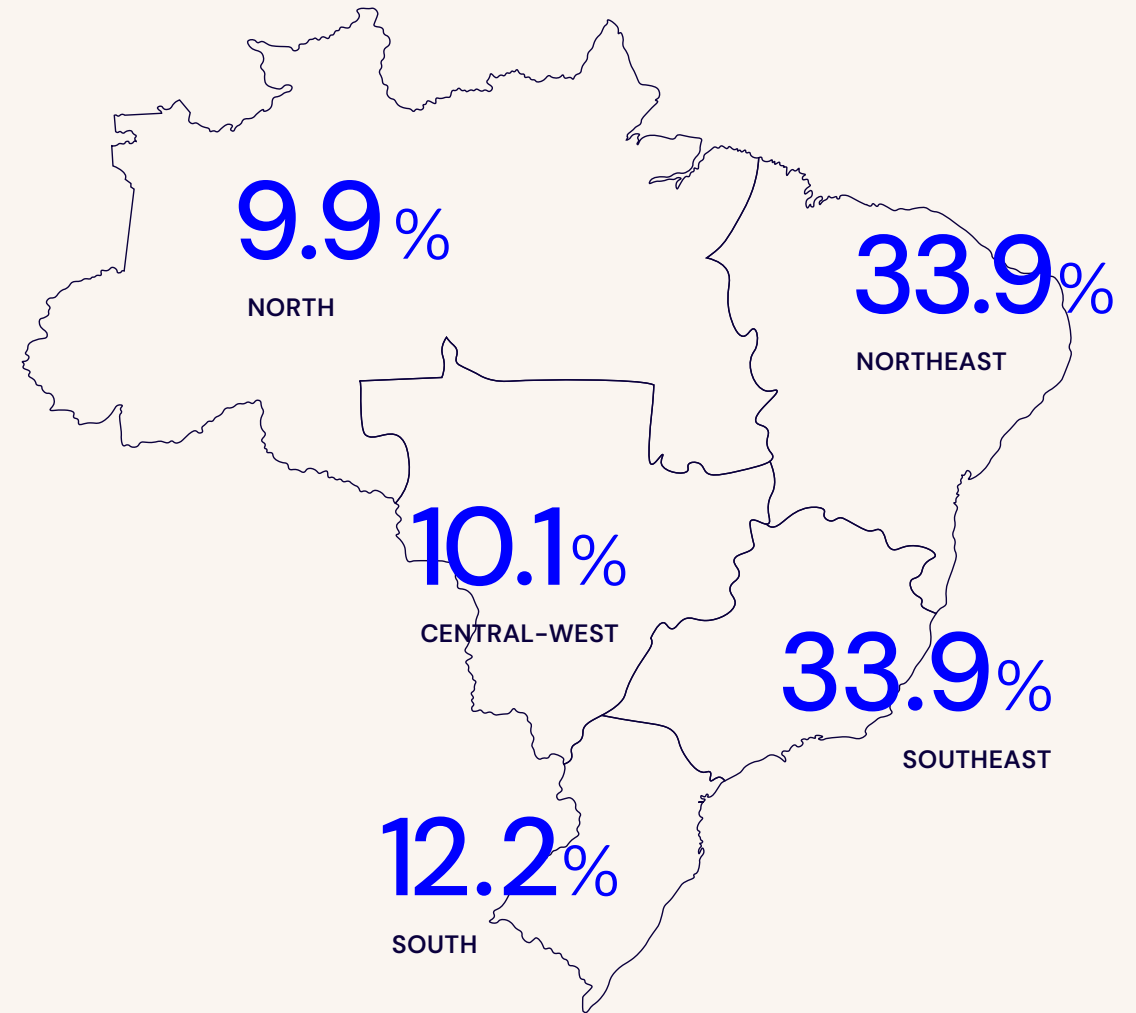 9.9%
NORTH
33.9%
NORTHEAST
10.1%
CENTRAL-WEST
33.9%
SOUTHEAST
12.2%
SOUTH